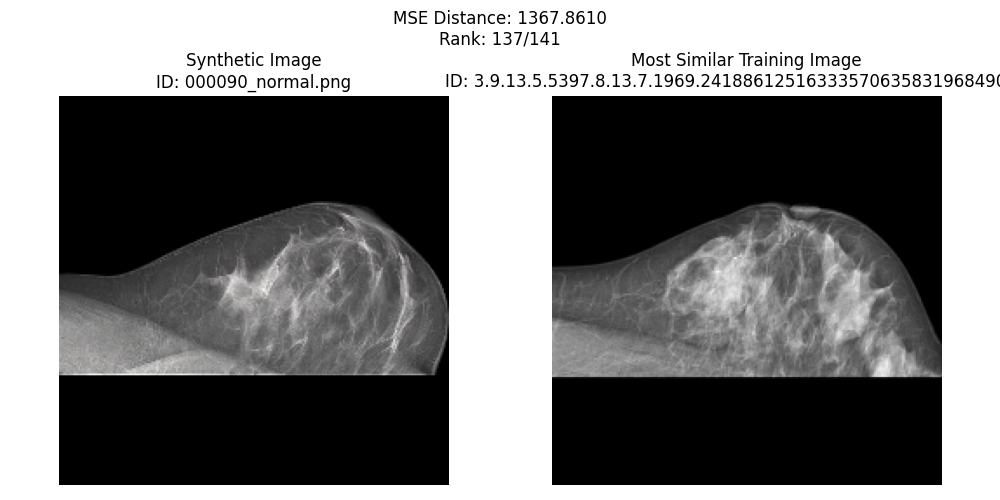 MSE Distance: 1367.8610
Rank: 137/141
Synthetic Image
ID: 000090_normal.png
Most Similar Training Image
ID: 3.9.13.5.5397.8.13.7.1969.24188612516333570635831968490